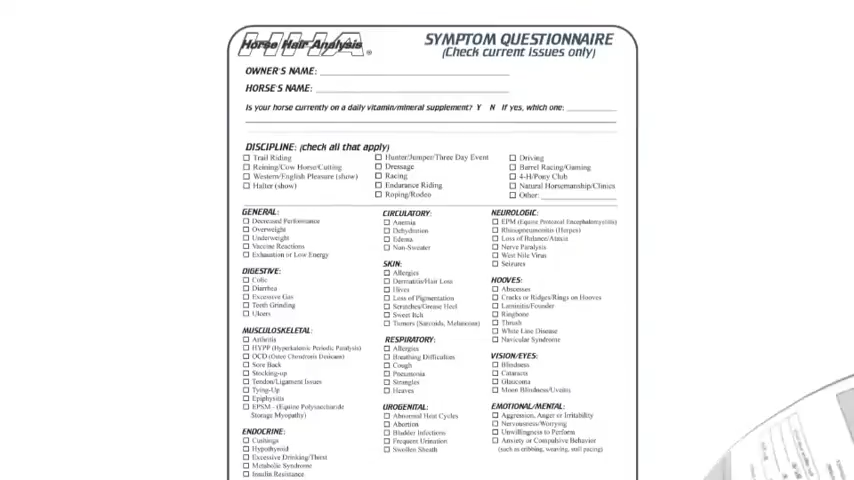 Horse Hair Analysis
HHA ®
SYMPTOM QUESTIONNAIRE
(Check current issues only)
OWNER'S NAME:
HORSE'S NAME:
Is your horse currently on a daily vitamin/mineral supplement? Y N If yes, which one:
DISCIPLINE: (check all that apply)
Trail Riding
Reining/Cow Horse/Cutting
Western/English Pleasure (show)
Halter (show)
Hunter/Jumper/Three Day Event
Dressage
Racing
Endurance Riding
Roping/Rodeo
Driving
Barrel Racing/Gaming
4-H/Pony Club
Natural Horsemanship/Clinics
Other:
GENERAL:
Decreased Performance
Overweight
Underweight
Vaccine Reactions
Exhaustion or Low Energy
DIGESTIVE:
Colic
Diarrhea
Excessive Gas
Teeth Grinding
Ulcers
MUSCULOSKELETAL:
Arthritis
HYPP (Hyperkalemic Periodic Paralysis)
OCD (Osteo Chondrosis Desicans)
Sore Back
Stocking-up
Tendon/Ligament Issues
Tying-Up
Epiphysitis
EPSM - (Equine Polysaccharide
Storage Myopathy)
ENDOCRINE:
Cushings
Hypothyroid
Excessive Drinking/Thirst
Metabolic Syndrome
Insulin Resistance
CIRCULATORY:
Anemia
Dehydration
Edema
Non-Sweater
SKIN:
Allergies
Dermatitis/Hair Loss
Hives
Loss of Pigmentation
Scratches/Grease Heel
Sweet Itch
Tumors (Sarcoids, Melanomas)
RESPIRATORY:
Allergies
Breathing Difficulties
Cough
Pneumonia
Strangles
Heaves
UROGENITAL:
Abnormal Heat Cycles
Abortion
Bladder Infections
Frequent Urination
Swollen Sheath
NEUROLOGIC:
EPM (Equine Protozoal Encephalomyelitis)
Rhinopneumonitis (Herpes)
Loss of Balance/Ataxia
Nerve Paralysis
West Nile Virus
Seizures
HOOVES:
Abscesses
Cracks or Ridges/Rings on Hooves
Laminitis/Founder
Ringbone
Thrush
White Line Disease
Navicular Syndrome
VISION/EYES:
Blindness
Cataracts
Glaucoma
Moon Blindness/Uveitis
EMOTIONAL/MENTAL:
Aggression, Anger or Irritability
Nervousness/Worrying
Unwillingness to Perform
Anxiety or Compulsive Behavior
(such as cribbing, weaving, stall pacing)